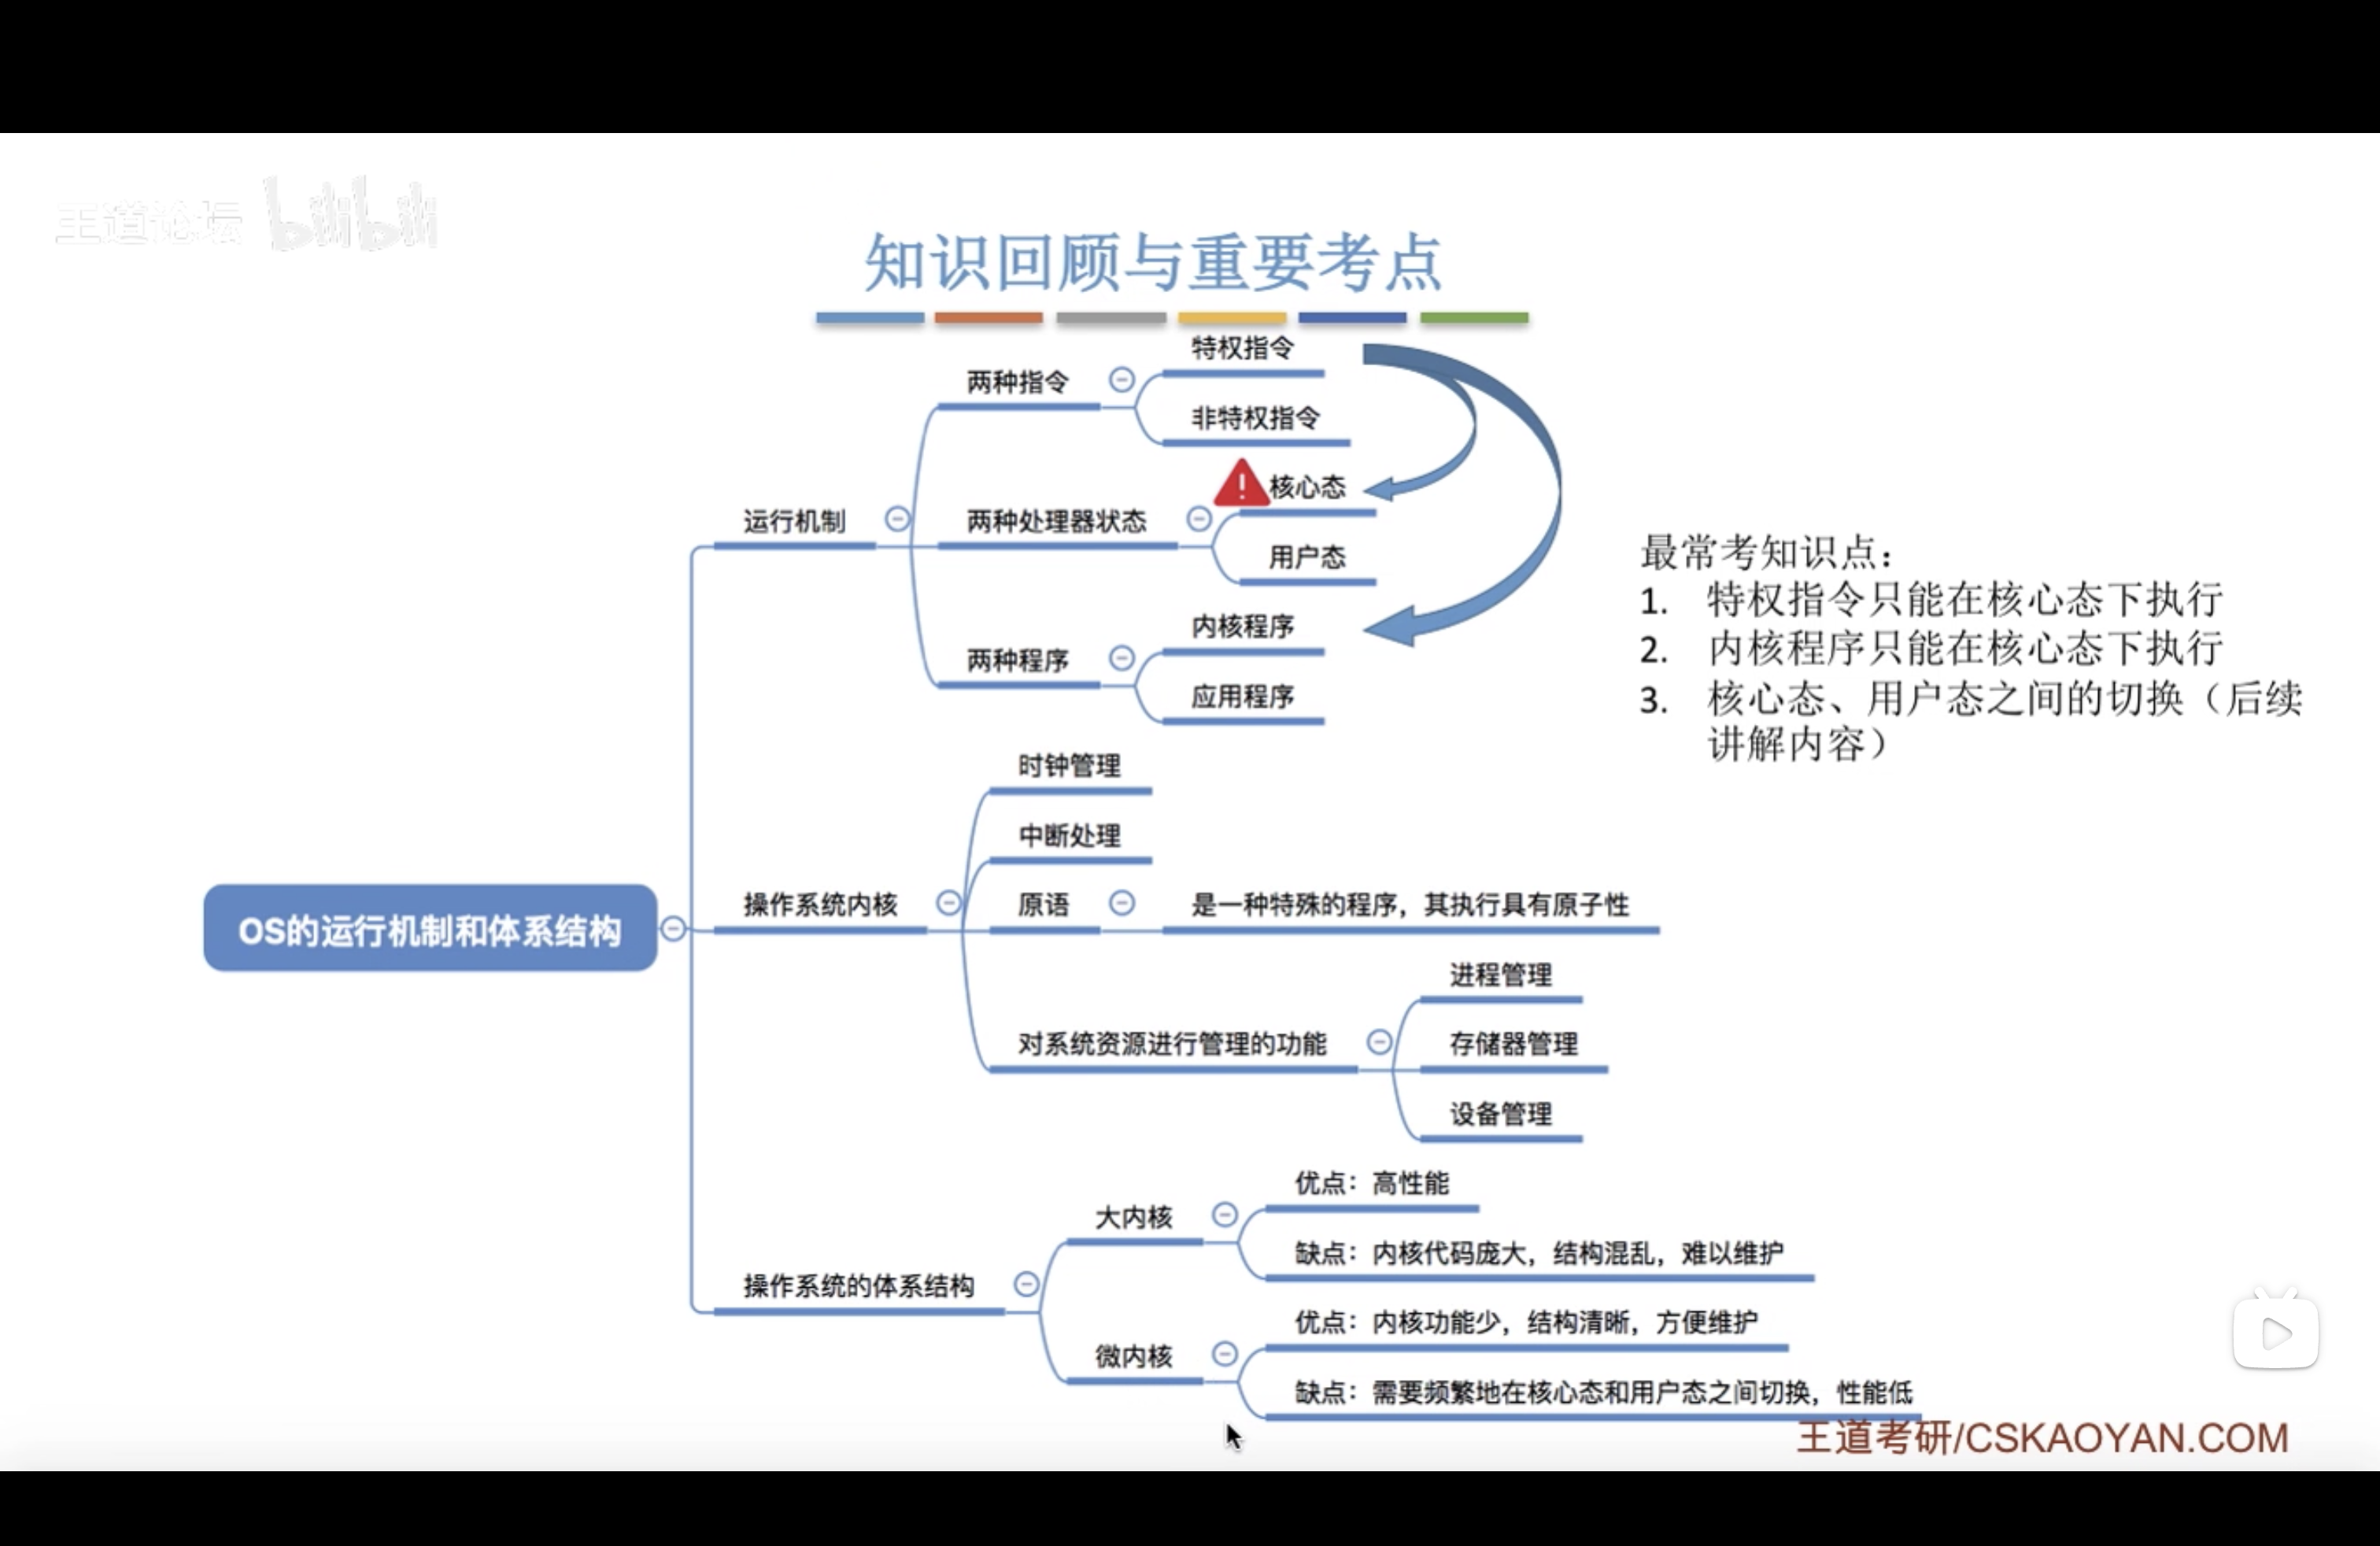 王道论坛 bilibili
知识回顾与重要考点
特权指令
两种指令
非特权指令
核心态
运行机制
两种处理器状态
用户态
内核程序
两种程序
应用程序
最常考知识点：
1. 特权指令只能在核心态下执行
2. 内核程序只能在核心态下执行
3. 核心态、用户态之间的切换（后续
讲解内容）
时钟管理
中断处理
OS的运行机制和体系结构
操作系统内核
原语
是一种特殊的程序，其执行具有原子性
进程管理
对系统资源进行管理的功能
存储器管理
设备管理
优点：高性能
大内核
缺点：内核代码庞大，结构混乱，难以维护
操作系统的体系结构
优点：内核功能少，结构清晰，方便维护
微内核
缺点：需要频繁地在核心态和用户态之间切换，性能低
王道考研/CSKAOYAN.COM